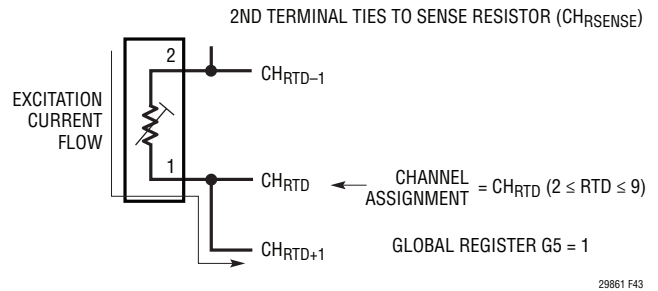 2ND TERMINAL TIES TO SENSE RESISTOR (CHRSENSE)
2
CHRTD–1
EXCITATION
CURRENT
FLOW
1
CHRTD
CHANNEL
ASSIGNMENT
= CHRTD (2 ≤ RTD ≤ 9)
CHRTD+1
GLOBAL REGISTER G5 = 1
29861 F43